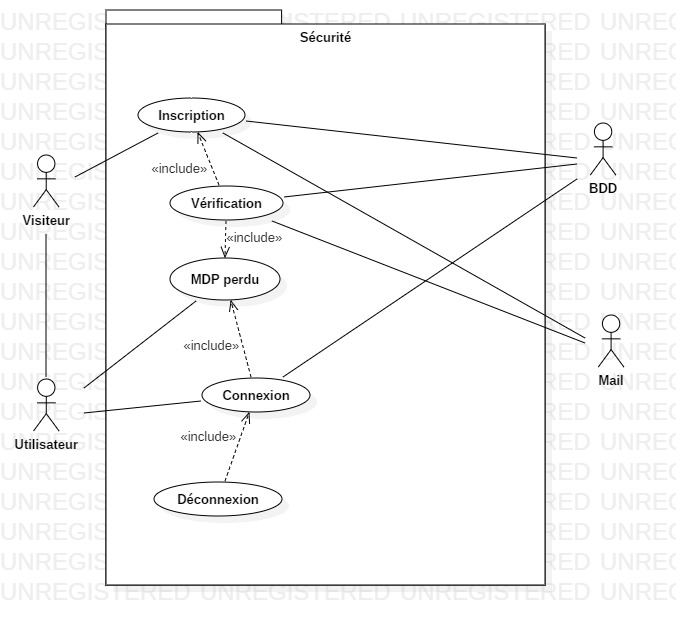 Sécurité
Inscription
«include»
Vérification
«include»
MDP perdu
«include»
Connexion
«include»
Déconnexion
Visiteur
Utilisateur
BDD
Mail
UNREGISTERED UNREGISTERED UNREGISTERED